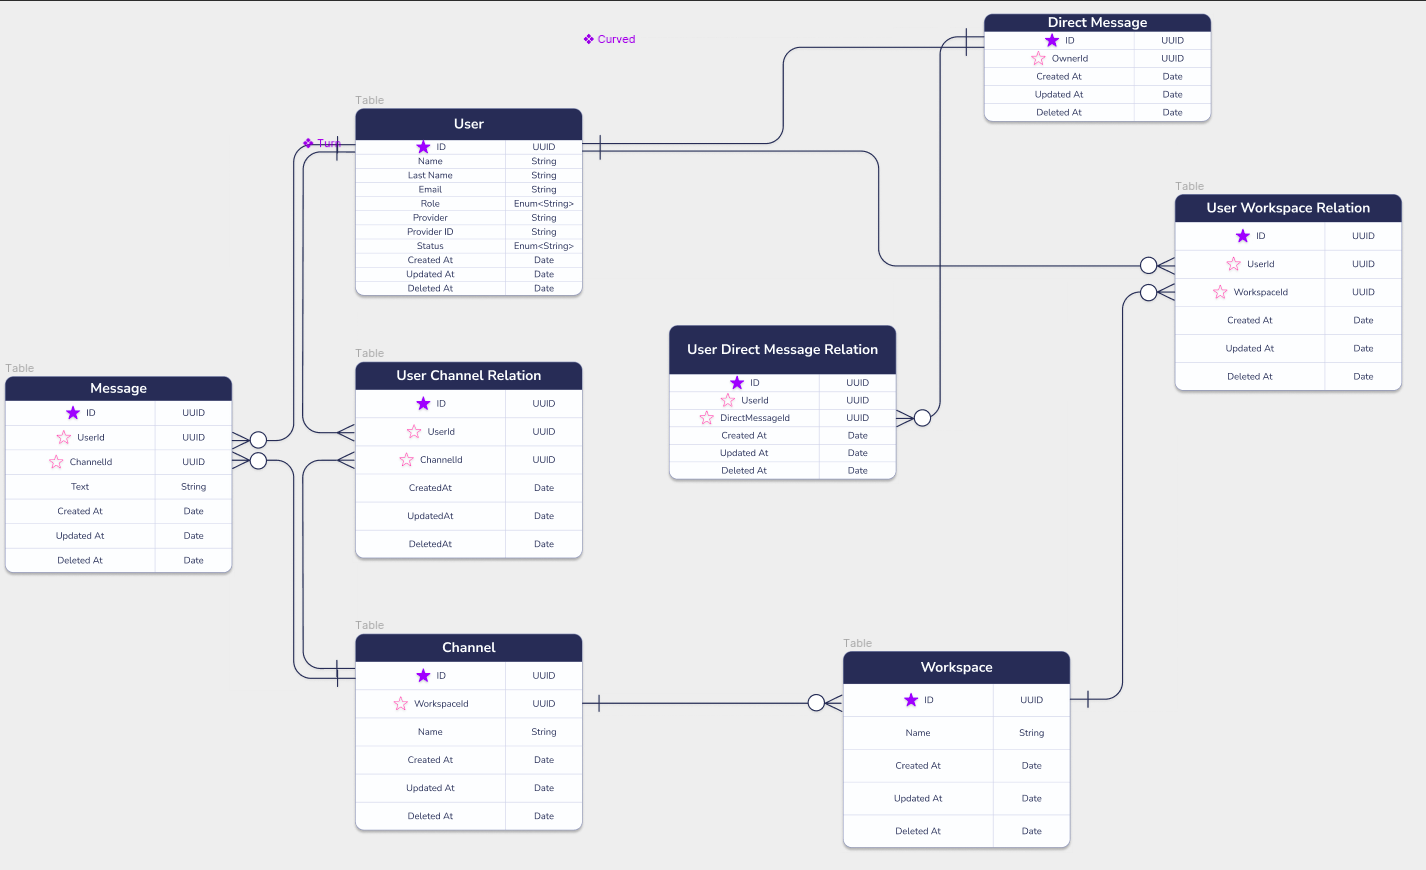 Curved
Direct Message
ID UUID
OwnerId UUID
Created At Date
Updated At Date
Deleted At Date
Table
User
Turn
ID UUID
Name String
Last Name String
Email String
Role Enum<String>
Provider String
Provider ID String
Status Enum<String>
Created At Date
Updated At Date
Deleted At Date
Table
User Workspace Relation
ID UUID
UserId UUID
WorkspaceId UUID
Created At Date
Updated At Date
Deleted At Date
User Direct Message Relation
ID UUID
UserId UUID
DirectMessageId UUID
Created At Date
Updated At Date
Deleted At Date
Table
User Channel Relation
ID UUID
UserId UUID
ChannelId UUID
CreatedAt Date
UpdatedAt Date
DeletedAt Date
Table
Message
ID UUID
UserId UUID
ChannelId UUID
Text String
Created At Date
Updated At Date
Deleted At Date
Table
Channel
ID UUID
WorkspaceId UUID
Name String
Created At Date
Updated At Date
Deleted At Date
Table
Workspace
ID UUID
Name String
Created At Date
Updated At Date
Deleted At Date